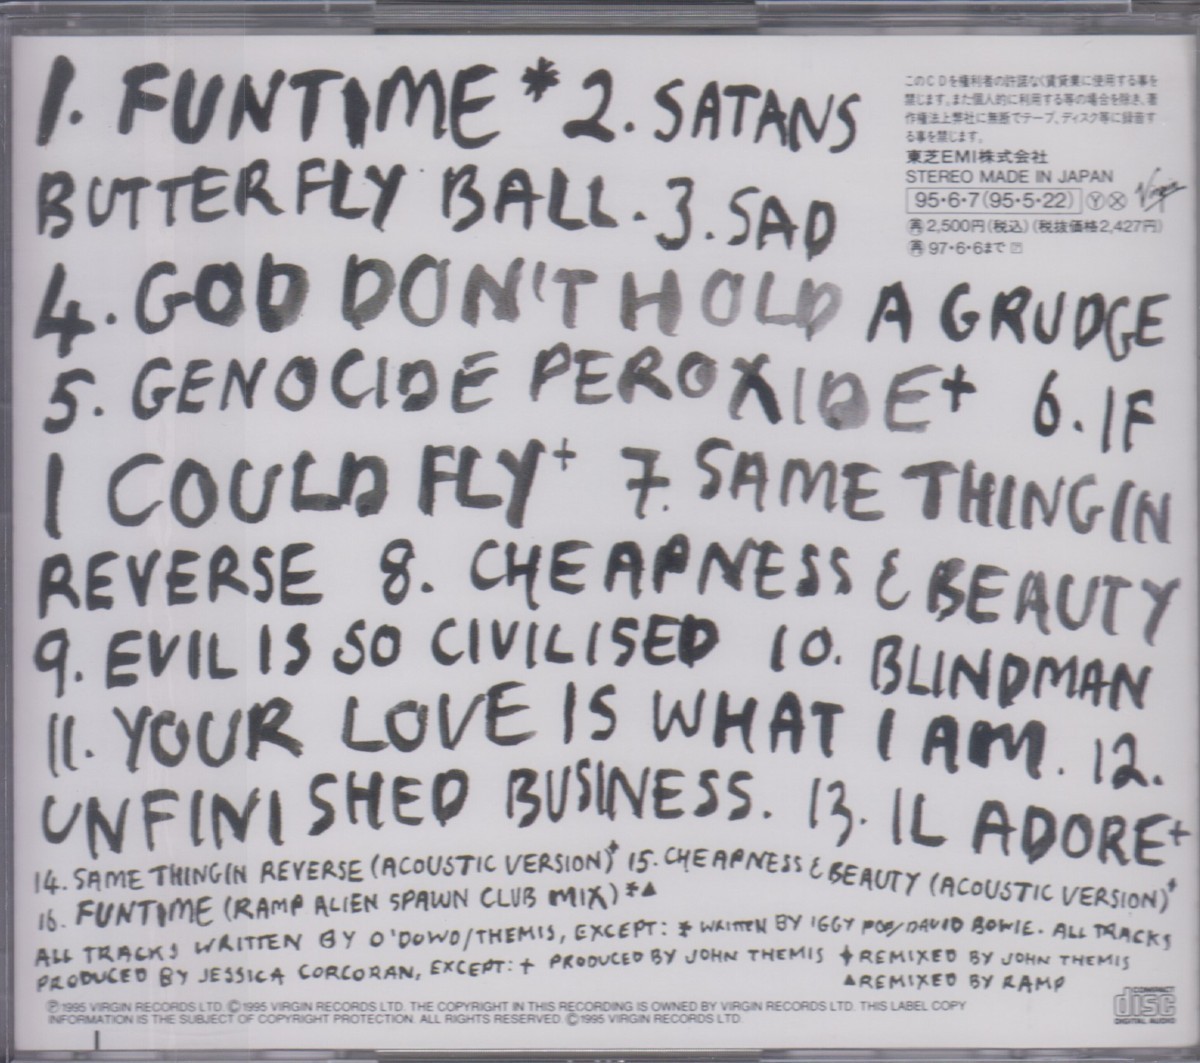 1. FUNTIME * 2. SATANS
BUTTERFLY BALL. 3. SAD
4. GOD DON'T HOLD A GRUDGE
5. GENOCIDE PEROXIDE+ 6. IF
I COULD FLY+ 7. SAME THING IN
REVERSE 8. CHEAPNESS & BEAUTY
9. EVIL IS SO CIVILISED 10. BLINDMAN
11. YOUR LOVE IS WHAT I AM. 12.
UNFINISHED BUSINESS. 13. IL ADORE+
14. SAME THING IN REVERSE (ACOUSTIC VERSION)♦ 15. CHEAPNESS & BEAUTY (ACOUSTIC VERSION)♦
16. FUNTIME (RAMP ALIEN SPAWN CLUB MIX)*▲
ALL TRACKS WRITTEN BY O'DOWD/THEMIS, EXCEPT: * WRITTEN BY IGGY POP/DAVID BOWIE. ALL TRACKS
PRODUCED BY JESSICA CORCORAN, EXCEPT: + PRODUCED BY JOHN THEMIS ♦REMIXED BY JOHN THEMIS
▲REMIXED BY RAMP
このCDを権利者の許諾なく賃貸業に使用する事を
禁じます。また個人的に利用する等の場合を除き、著
作権法上弊社に無断でテープ、ディスク等に録音す
る事を禁じます。
東芝EMI株式会社
STEREO MADE IN JAPAN
95・6・7(95・5・22) Ⓨ Ⓧ Virgin
㊞2,500円(税込)(税抜価格2,427円)
97・6・6まで
Ⓟ1995 VIRGIN RECORDS LTD. Ⓒ1995 VIRGIN RECORDS LTD. THE COPYRIGHT IN THIS RECORDING IS OWNED BY VIRGIN RECORDS LTD. THIS LABEL COPY
INFORMATION IS THE SUBJECT OF COPYRIGHT PROTECTION. ALL RIGHTS RESERVED. Ⓒ1995 VIRGIN RECORDS LTD.
COMPACT
disc
DIGITAL AUDIO